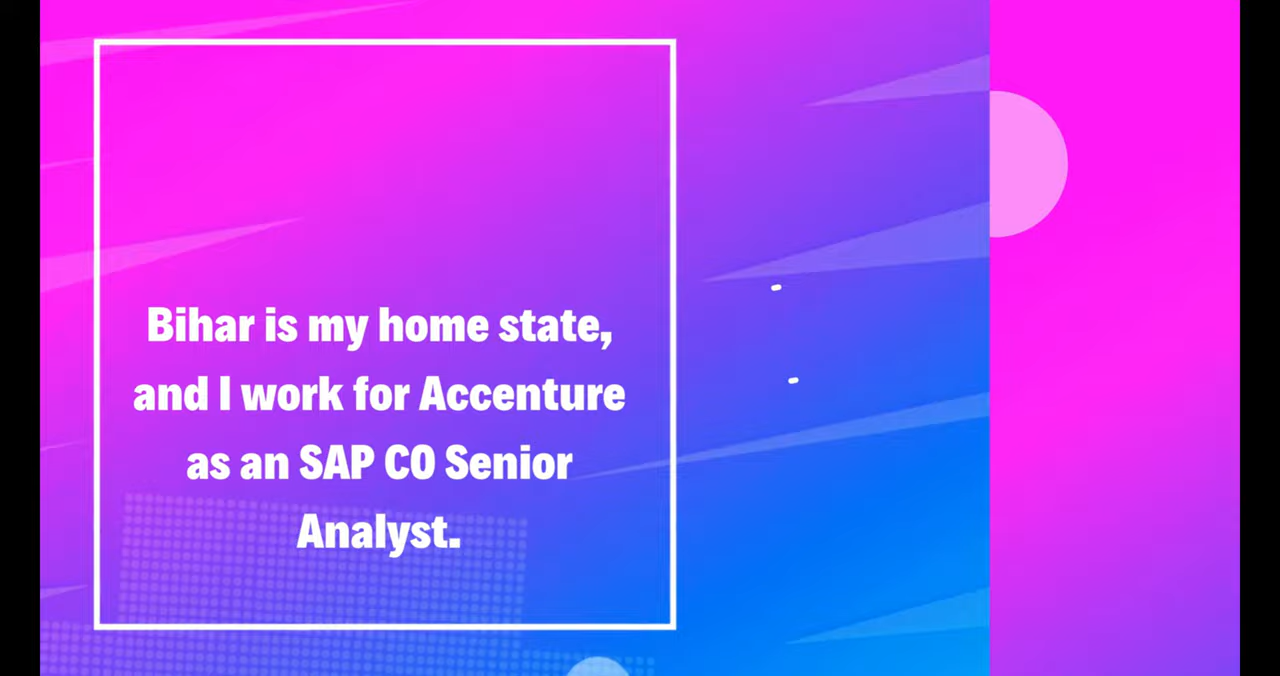 Bihar is my home state,
and I work for Accenture
as an SAP CO Senior
Analyst.